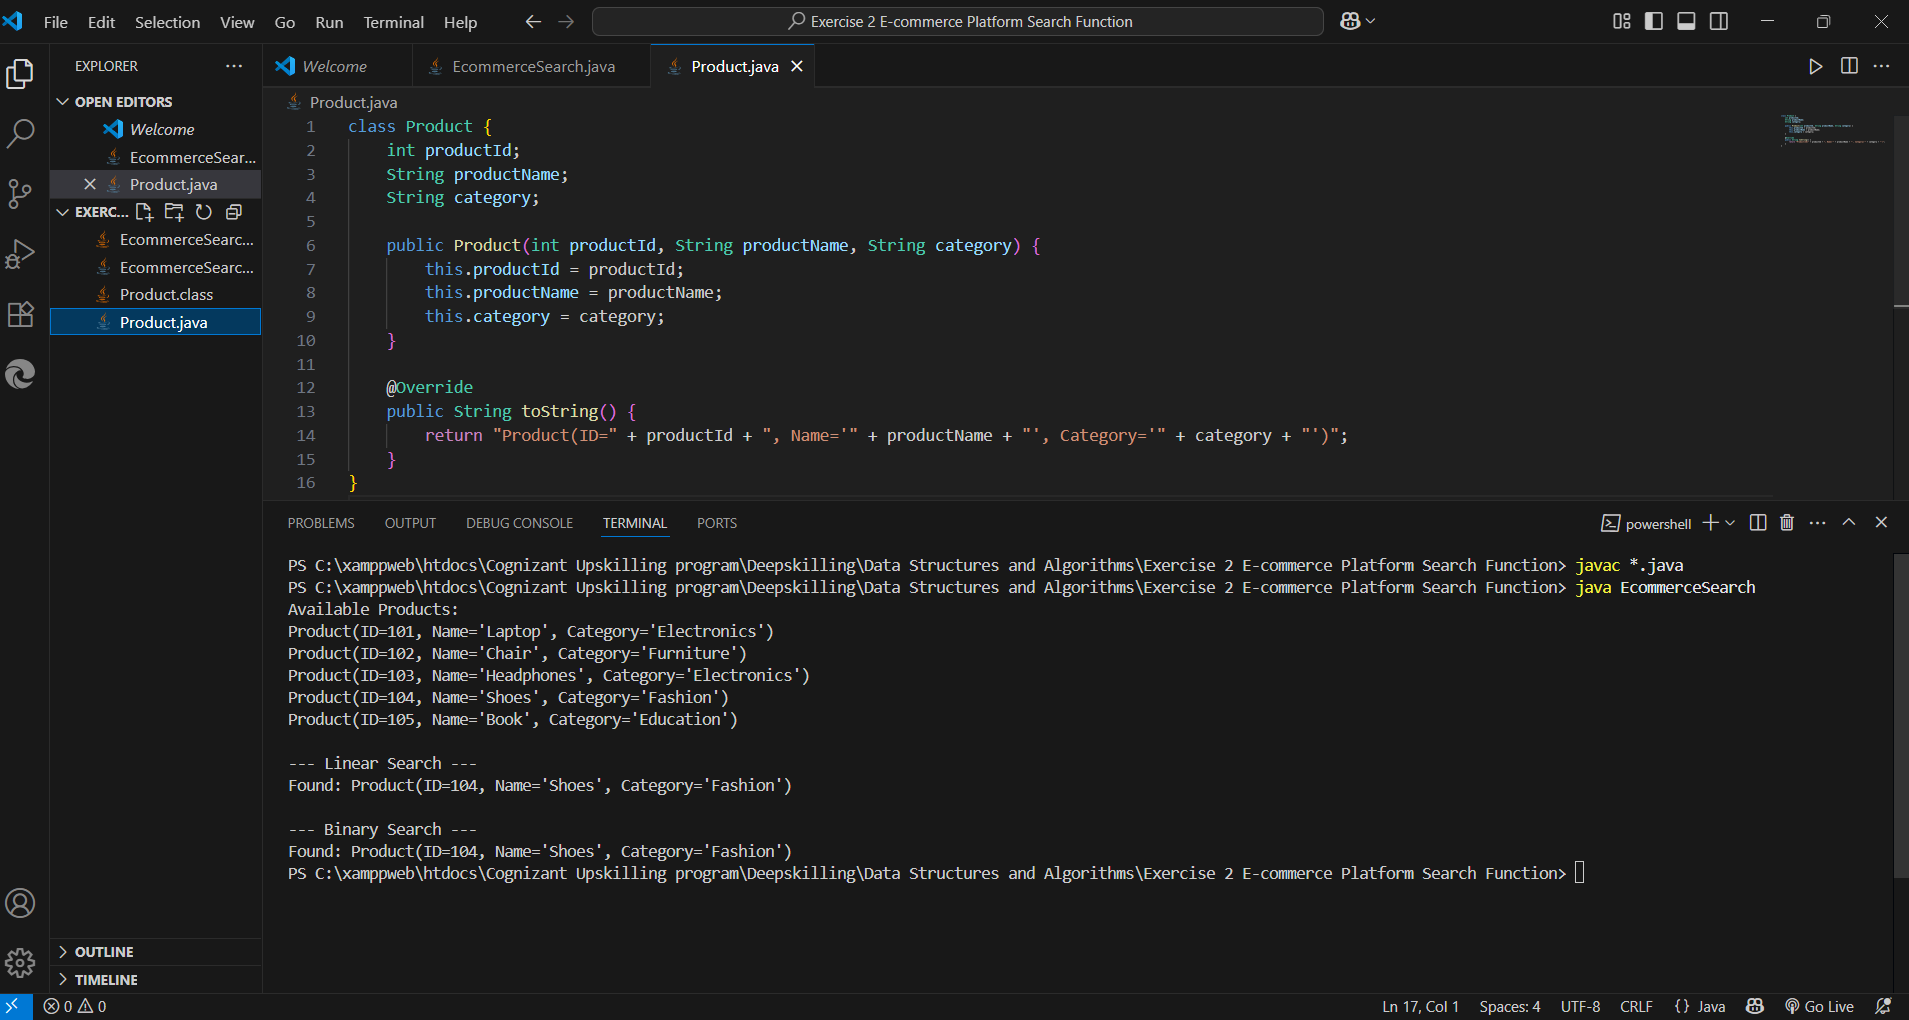 File Edit Selection View Go Run Terminal Help
Exercise 2 E-commerce Platform Search Function
EXPLORER
OPEN EDITORS
Welcome
EcommerceSear...
Product.java
EXERC...
EcommerceSearc...
EcommerceSearc...
Product.class
Product.java
OUTLINE
TIMELINE
Welcome EcommerceSearch.java Product.java
Product.java
1 class Product {
2 int productId;
3 String productName;
4 String category;
5
6 public Product(int productId, String productName, String category) {
7 this.productId = productId;
8 this.productName = productName;
9 this.category = category;
10 }
11
12 @Override
13 public String toString() {
14 return "Product(ID=" + productId + ", Name='" + productName + "', Category='" + category + "')";
15 }
16 }
PROBLEMS OUTPUT DEBUG CONSOLE TERMINAL PORTS
powershell
PS C:\xamppweb\htdocs\Cognizant Upskilling program\Deepskilling\Data Structures and Algorithms\Exercise 2 E-commerce Platform Search Function> javac *.java
PS C:\xamppweb\htdocs\Cognizant Upskilling program\Deepskilling\Data Structures and Algorithms\Exercise 2 E-commerce Platform Search Function> java EcommerceSearch
Available Products:
Product(ID=101, Name='Laptop', Category='Electronics')
Product(ID=102, Name='Chair', Category='Furniture')
Product(ID=103, Name='Headphones', Category='Electronics')
Product(ID=104, Name='Shoes', Category='Fashion')
Product(ID=105, Name='Book', Category='Education')
--- Linear Search ---
Found: Product(ID=104, Name='Shoes', Category='Fashion')
--- Binary Search ---
Found: Product(ID=104, Name='Shoes', Category='Fashion')
PS C:\xamppweb\htdocs\Cognizant Upskilling program\Deepskilling\Data Structures and Algorithms\Exercise 2 E-commerce Platform Search Function>
0 0
Ln 17, Col 1 Spaces: 4 UTF-8 CRLF {} Java Go Live